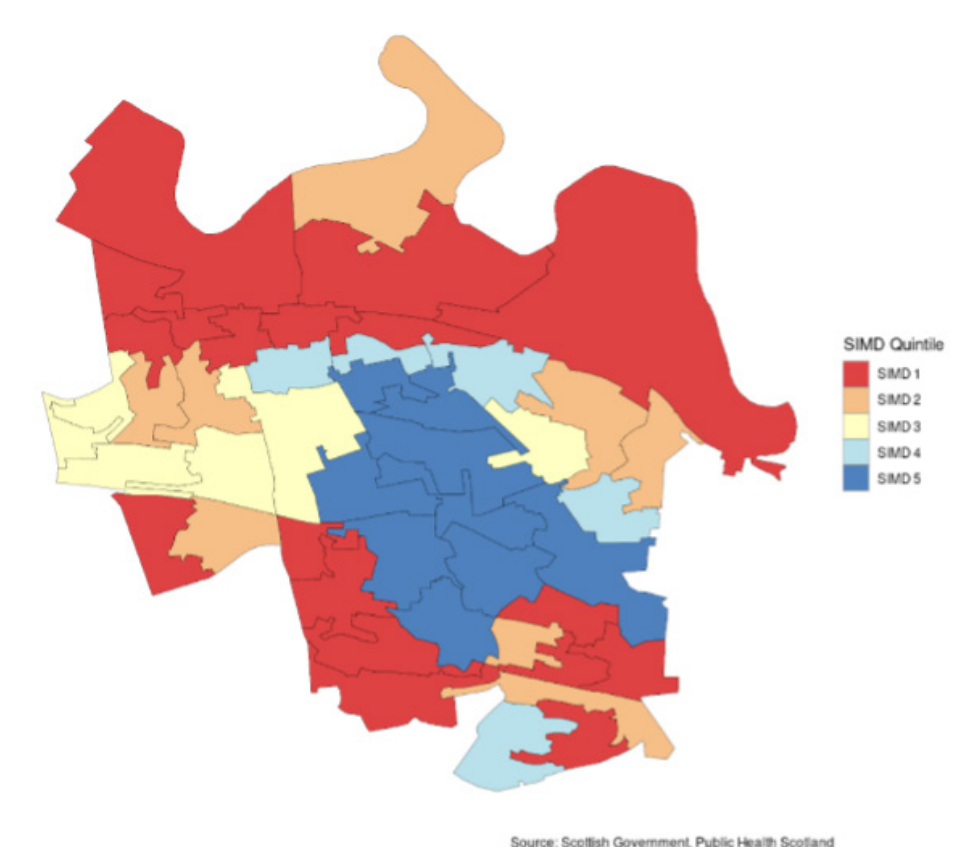 SIMD Quintile
SIMD 1
SIMD 2
SIMD 3
SIMD 4
SIMD 5
Source: Scottish Government, Public Health Scotland